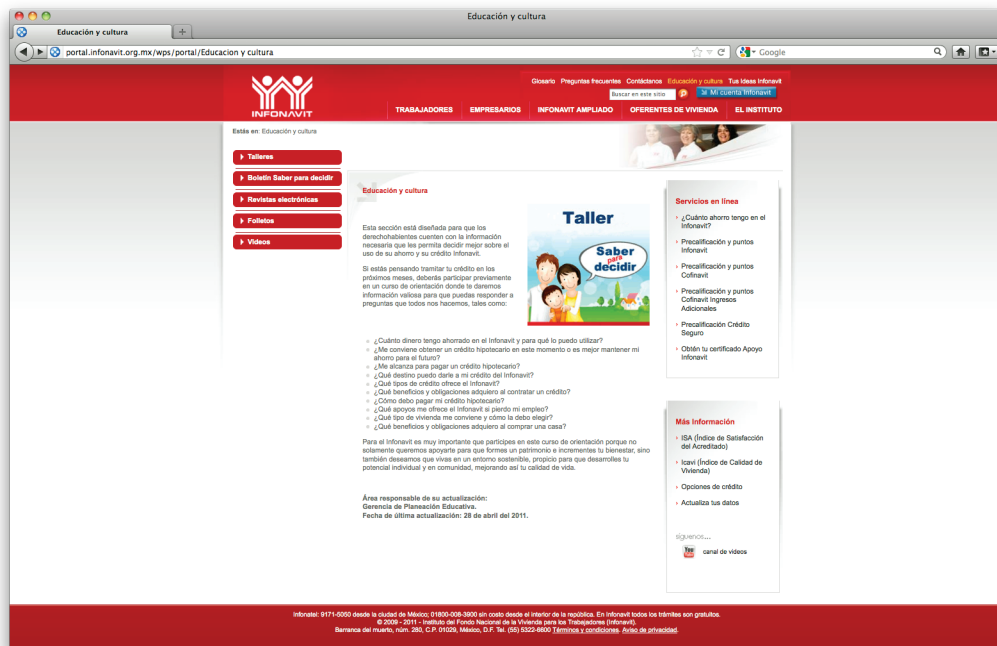 Educación y cultura
Educación y cultura
portal.infonavit.org.mx/wps/portal/Educacion y cultura
Google
INFONAVIT
Glosario Preguntas frecuentes Contáctanos Educación y cultura Tus Ideas Infonavit
Buscar en este sitio
Mi cuenta Infonavit
TRABAJADORES EMPRESARIOS INFONAVIT AMPLIADO OFERENTES DE VIVIENDA EL INSTITUTO
Estás en: Educación y cultura
Talleres
Boletín Saber para decidir
Revistas electrónicas
Folletos
Videos
Educación y cultura
Esta sección está diseñada para que los
derechohabientes cuenten con la información
necesaria que les permita decidir mejor sobre el
uso de su ahorro y su crédito Infonavit.
Si estás pensando tramitar tu crédito en los
próximos meses, deberás participar previamente
en un curso de orientación donde te daremos
información valiosa para que puedas responder a
preguntas que todos nos hacemos, tales como:
Taller
Saber
para
decidir
¿Cuánto dinero tengo ahorrado en el Infonavit y para qué lo puedo utilizar?
¿Me conviene obtener un crédito hipotecario en este momento o es mejor mantener mi
ahorro para el futuro?
¿Me alcanza para pagar un crédito hipotecario?
¿Qué destino puedo darle a mi crédito del Infonavit?
¿Qué tipos de crédito ofrece el Infonavit?
¿Qué beneficios y obligaciones adquiero al contratar un crédito?
¿Cómo debo pagar mi crédito hipotecario?
¿Qué apoyos me ofrece el Infonavit si pierdo mi empleo?
¿Qué tipo de vivienda me conviene y cómo la debo elegir?
¿Qué beneficios y obligaciones adquiero al comprar una casa?
Para el Infonavit es muy importante que participes en este curso de orientación porque no
solamente queremos apoyarte para que formes un patrimonio e incrementes tu bienestar, sino
también deseamos que vivas en un entorno sostenible, propicio para que desarrolles tu
potencial individual y en comunidad, mejorando así tu calidad de vida.
Área responsable de su actualización:
Gerencia de Planeación Educativa.
Fecha de última actualización: 28 de abril del 2011.
Servicios en línea
¿Cuánto ahorro tengo en el
Infonavit?
Precalificación y puntos
Infonavit
Precalificación y puntos
Cofinavit
Precalificación y puntos
Cofinavit Ingresos
Adicionales
Precalificación Crédito
Seguro
Obtén tu certificado Apoyo
Infonavit
Más Información
ISA (Índice de Satisfacción
del Acreditado)
Icavi (Índice de Calidad de
Vivienda)
Opciones de crédito
Actualiza tus datos
síguenos...
You
canal de videos
Infonatel: 9171-5050 desde la ciudad de México; 01800-008-3900 sin costo desde el interior de la república. En Infonavit todos los trámites son gratuitos.
© 2009 - 2011 - Instituto del Fondo Nacional de la Vivienda para los Trabajadores (Infonavit).
Barranca del muerto, núm. 280, C.P. 01029, México, D.F. Tel. (55) 5322-6600 Términos y condiciones. Aviso de privacidad.